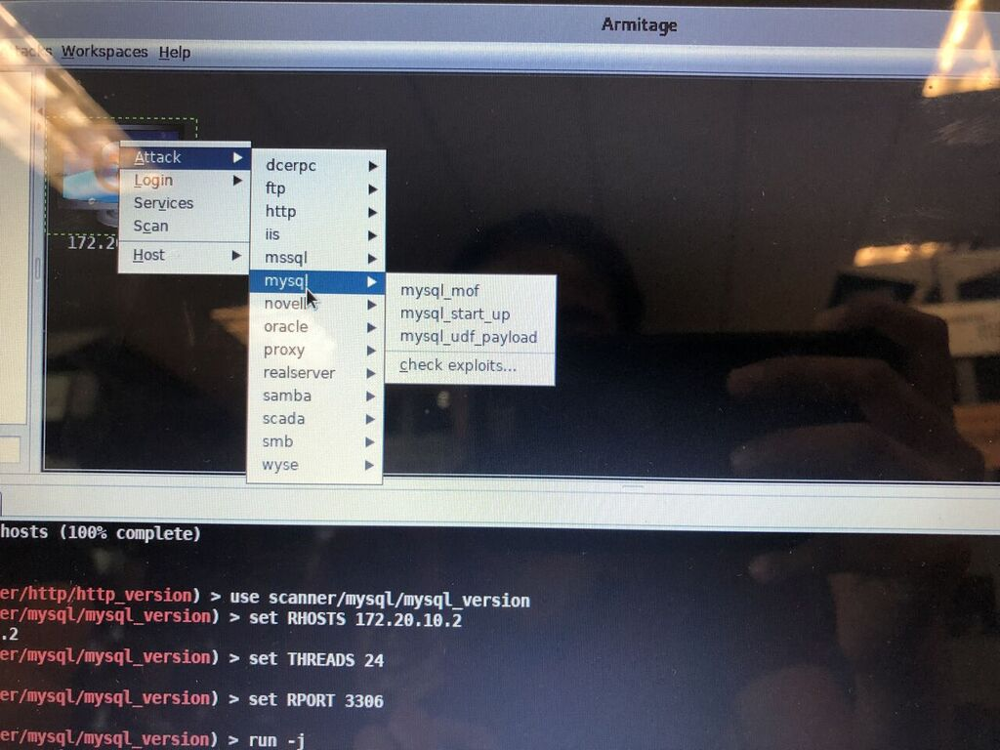 Armitage
Workspaces Help
Attack
Login
Services
Scan
Host
172.2
dcerpc
ftp
http
iis
mssql
mysql
novell
oracle
proxy
realserver
samba
scada
smb
wyse
mysql_mof
mysql_start_up
mysql_udf_payload
check exploits...
hosts (100% complete)
er/http/http_version) > use scanner/mysql/mysql_version
er/mysql/mysql_version) > set RHOSTS 172.20.10.2
.2
er/mysql/mysql_version) > set THREADS 24
er/mysql/mysql_version) > set RPORT 3306
er/mysql/mysql_version) > run -j